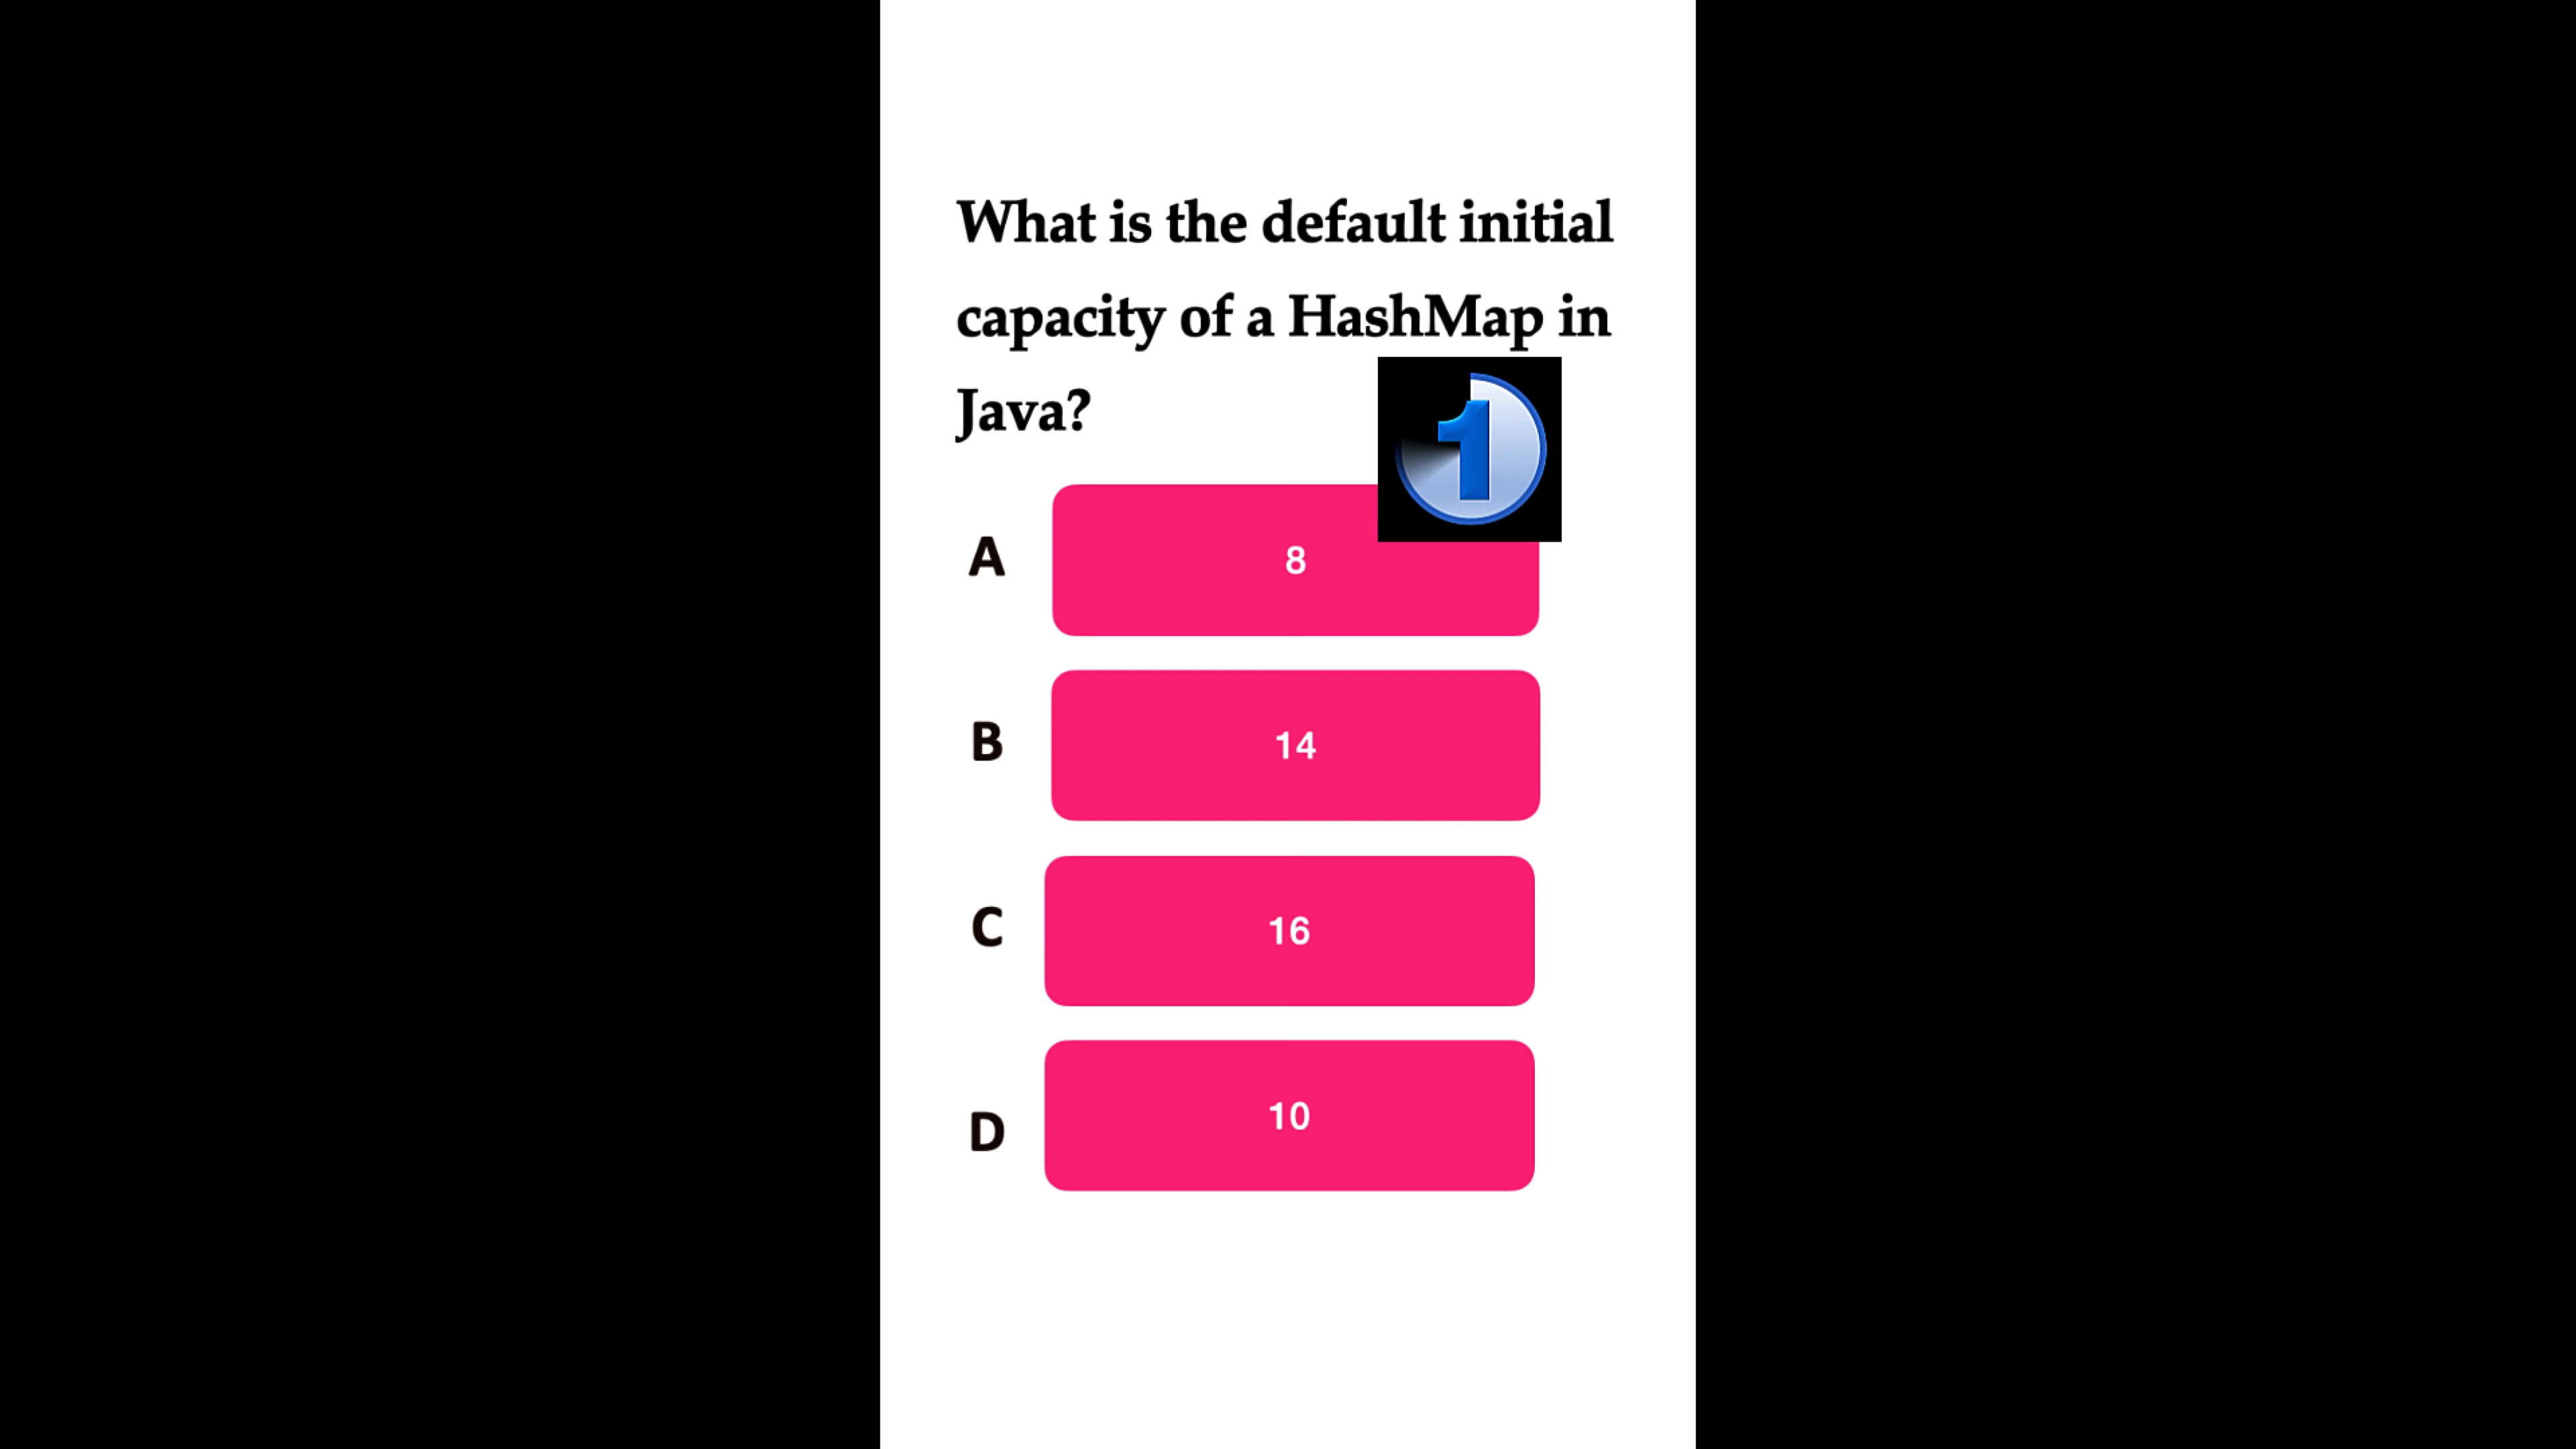 What is the default initial
capacity of a HashMap in
Java?
1
A
8
B
14
C
16
D
10